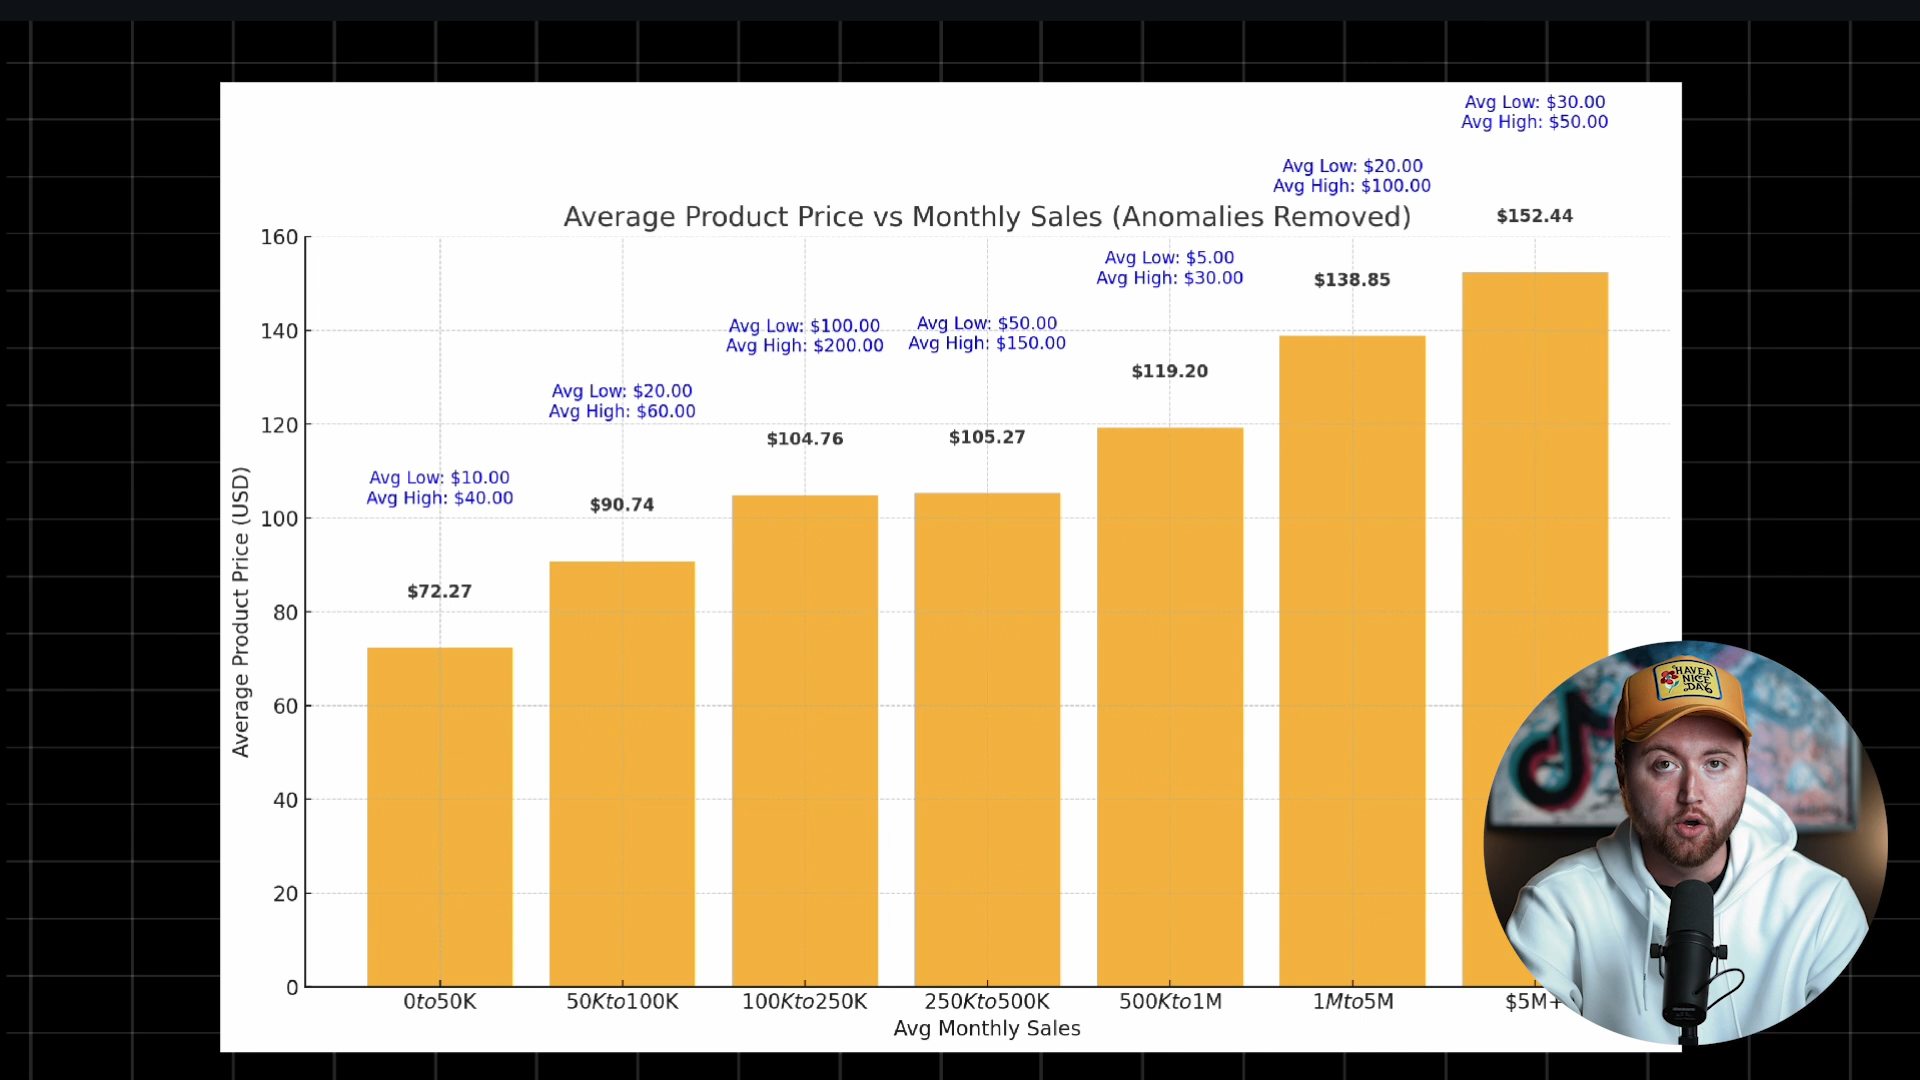 Avg Low: $30.00
Avg High: $50.00
Avg Low: $20.00
Avg High: $100.00
Average Product Price vs Monthly Sales (Anomalies Removed)
$152.44
160
Avg Low: $5.00
Avg High: $30.00
$138.85
140
Avg Low: $100.00
Avg High: $200.00
Avg Low: $50.00
Avg High: $150.00
$119.20
Avg Low: $20.00
Avg High: $60.00
120
$104.76
$105.27
Avg Low: $10.00
Avg High: $40.00
$90.74
100
$72.27
80
60
40
20
0
Average Product Price (USD)
0to50K
50Kto100K
100Kto250K
250Kto500K
500Kto1M
1Mto5M
$5M+
Avg Monthly Sales
HAVE A
NICE
DAY